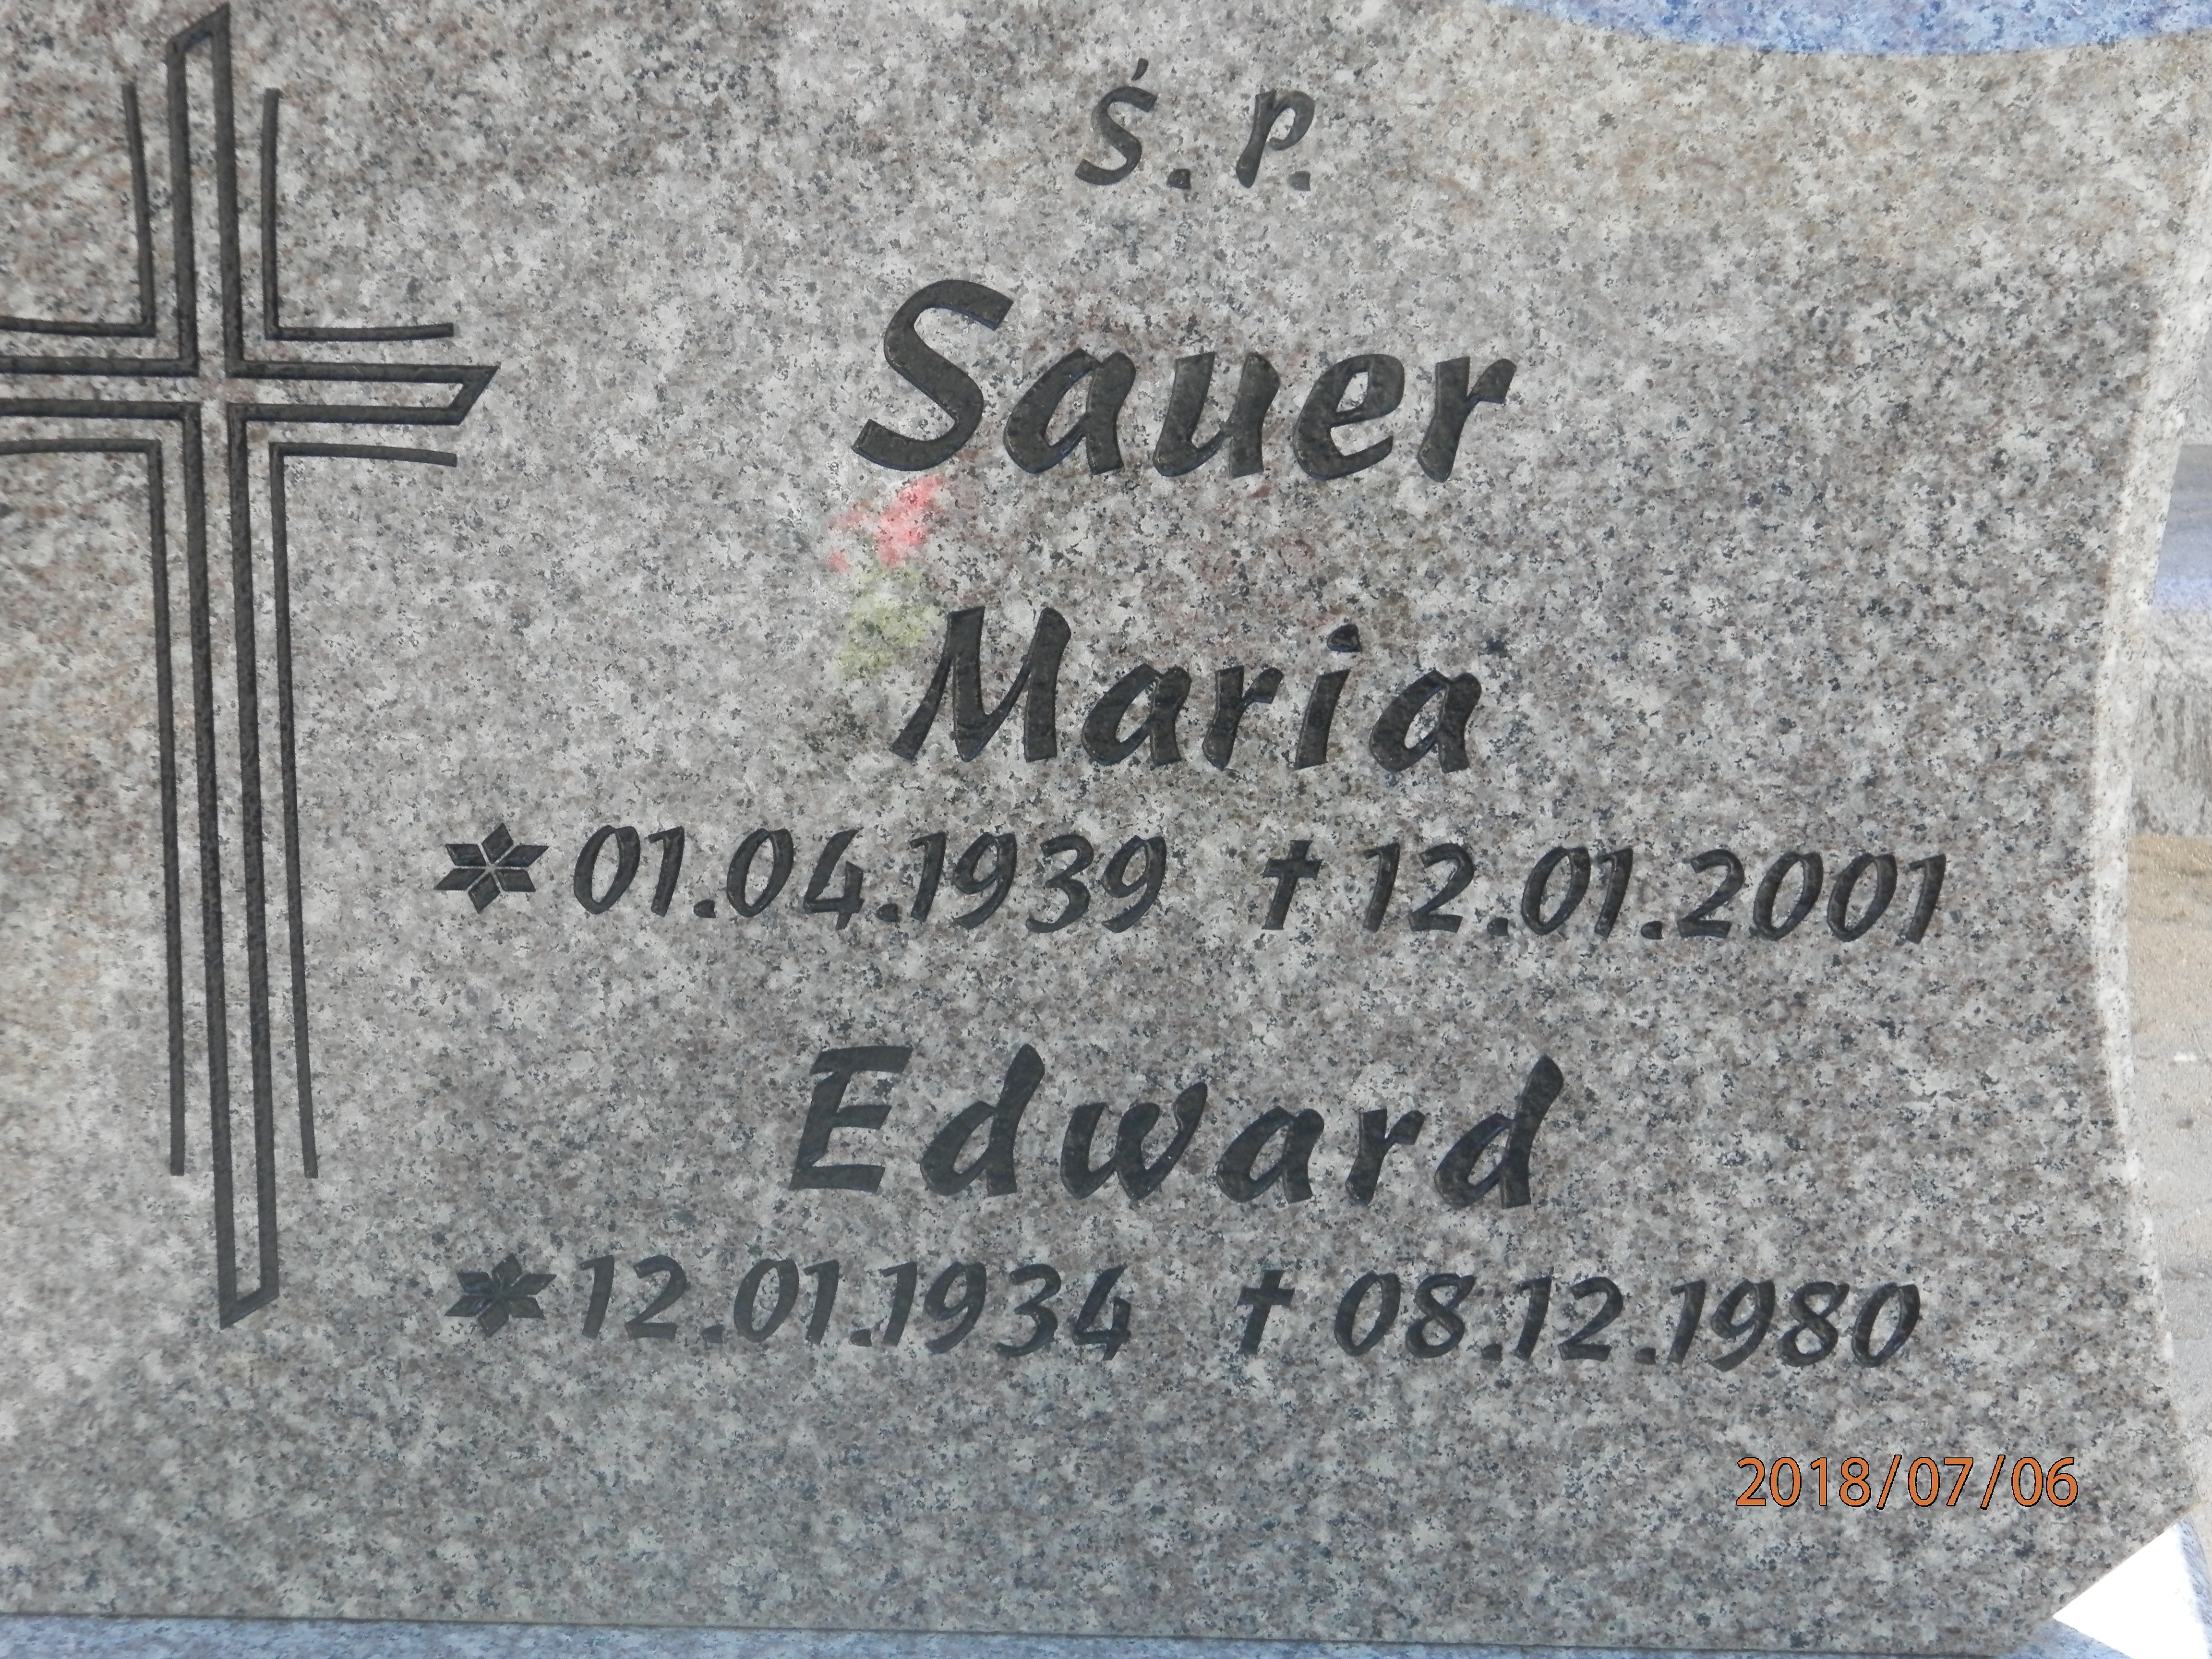 Ś. P.
Sauer
Maria
* 01.04.1939 † 12.01.2001
Edward
* 12.01.1934 † 08.12.1980
2018/07/06